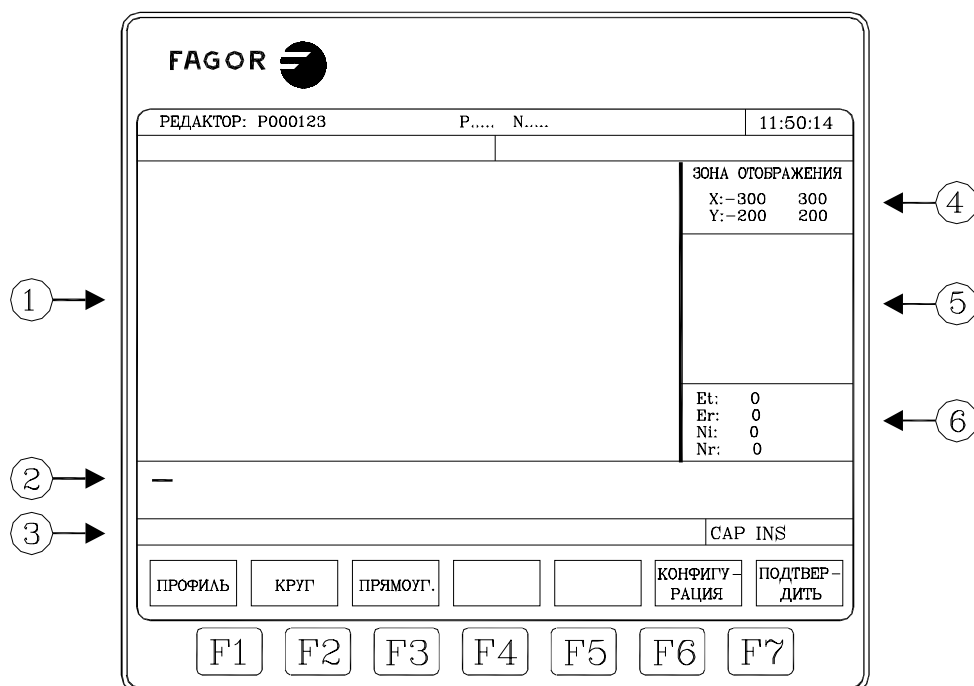 FAGOR
РЕДАКТОР: P000123 P..... N..... 11:50:14
ЗОНА ОТОБРАЖЕНИЯ
X:-300 300
Y:-200 200
4
1
5
Et: 0
Er: 0
Ni: 0
Nr: 0
6
2
3
CAP INS
ПРОФИЛЬ КРУГ ПРЯМОУГ. КОНФИГУ-РАЦИЯ ПОДТВЕР-ДИТЬ
F1 F2 F3 F4 F5 F6 F7